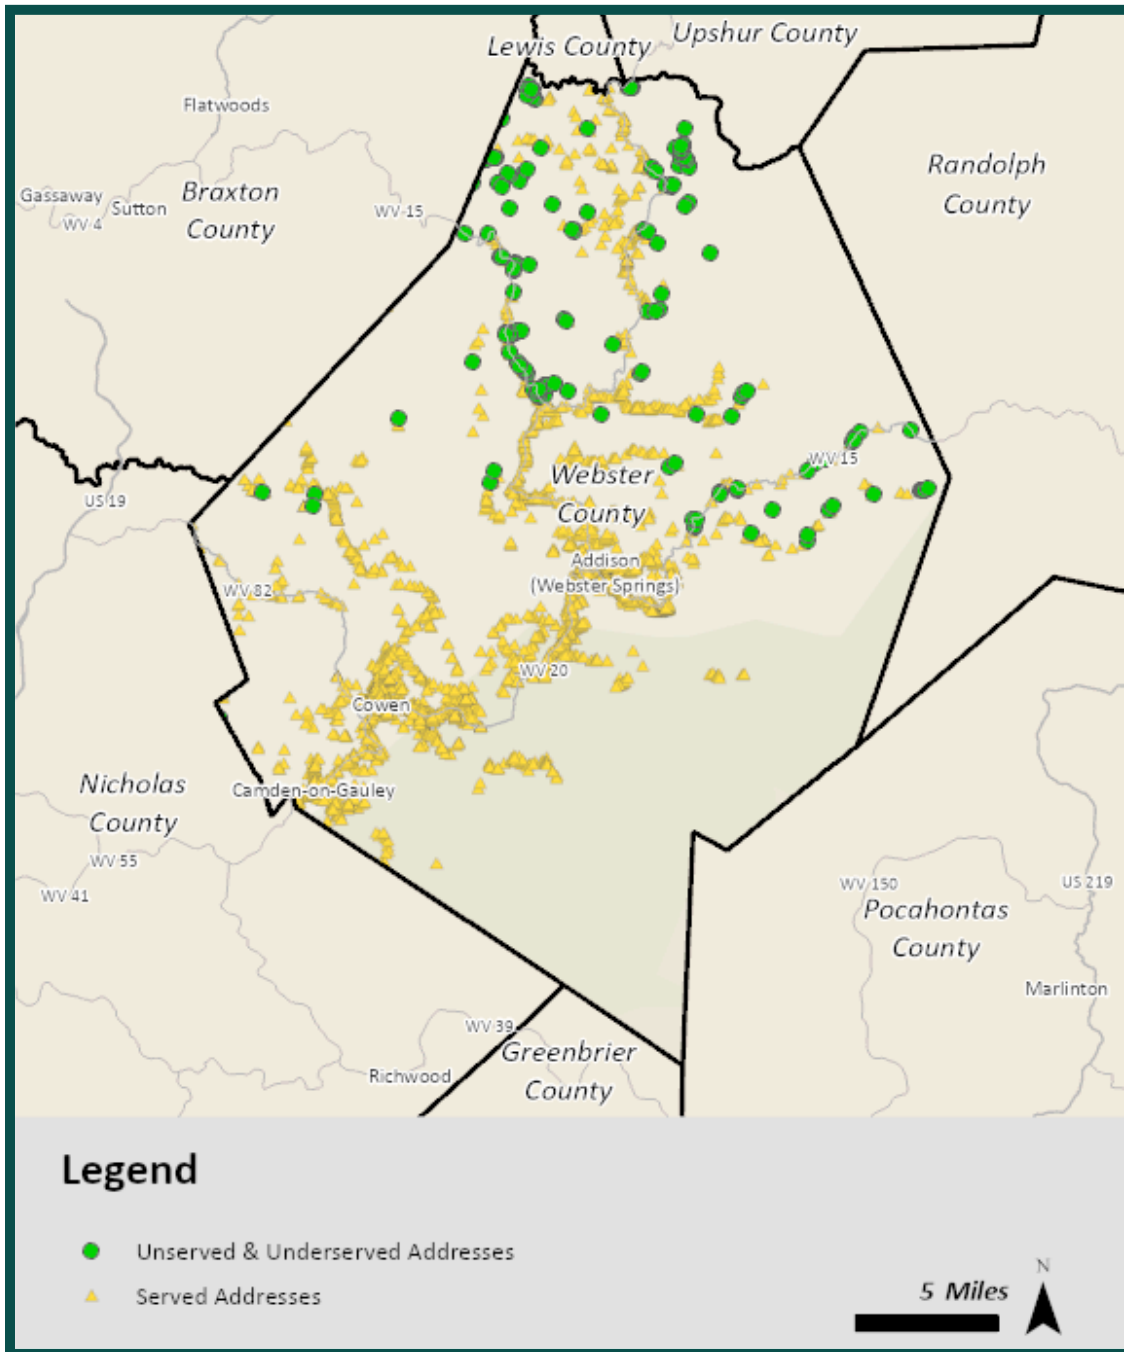 Lewis County
Upshur County
Flatwoods
Randolph
County
Braxton
County
Gassaway
Sutton
WV 4
WV 15
Webster
County
WV 15
US 19
Addison
(Webster Springs)
WV 82
WV 20
Cowen
Nicholas
County
Camden-on-Gauley
WV 55
WV 41
WV 150
US 219
Pocahontas
County
Marlinton
WV 39
Greenbrier
County
Richwood
Legend
Unserved & Underserved Addresses
Served Addresses
5 Miles
N